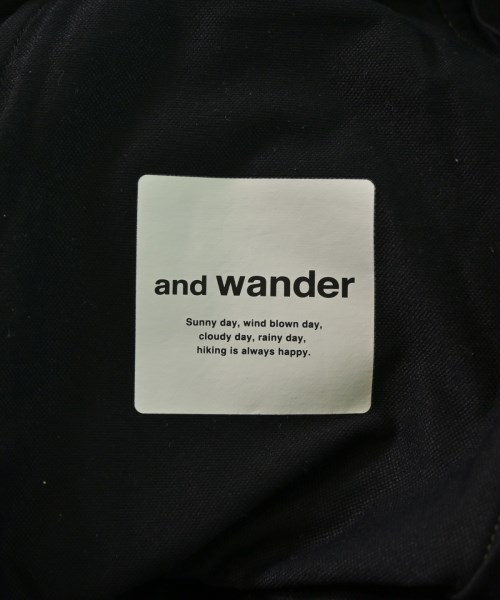 and wander
Sunny day, wind blown day,
cloudy day, rainy day,
hiking is always happy.